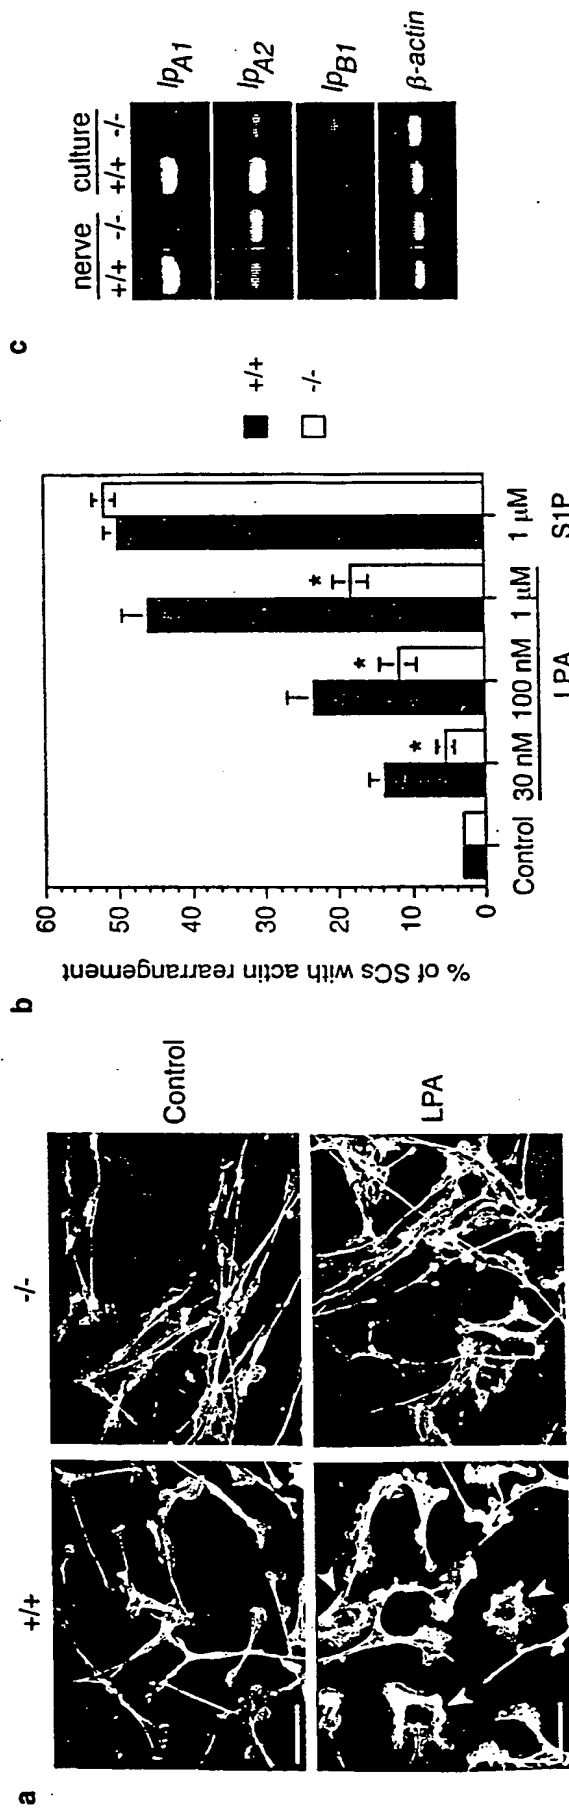 a
+/+
-/-
Control
LPA
b
% of SCs with actin rearrangement
60
50
40
30
20
10
0
*
*
*
Control
30 nM
100 nM
1 µM
1 µM
LPA
S1P
+/+
-/-
c
nerve
culture
+/+
-/-
+/+
-/-
lpA1
lpA2
lpB1
β-actin